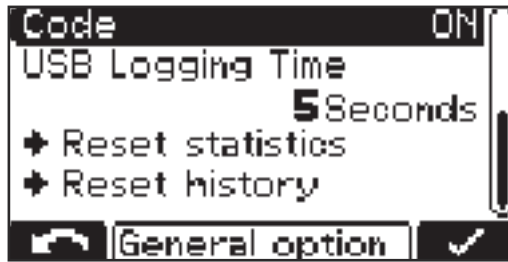 Code ON
USB Logging Time
5 Seconds
Reset statistics
Reset history
General option